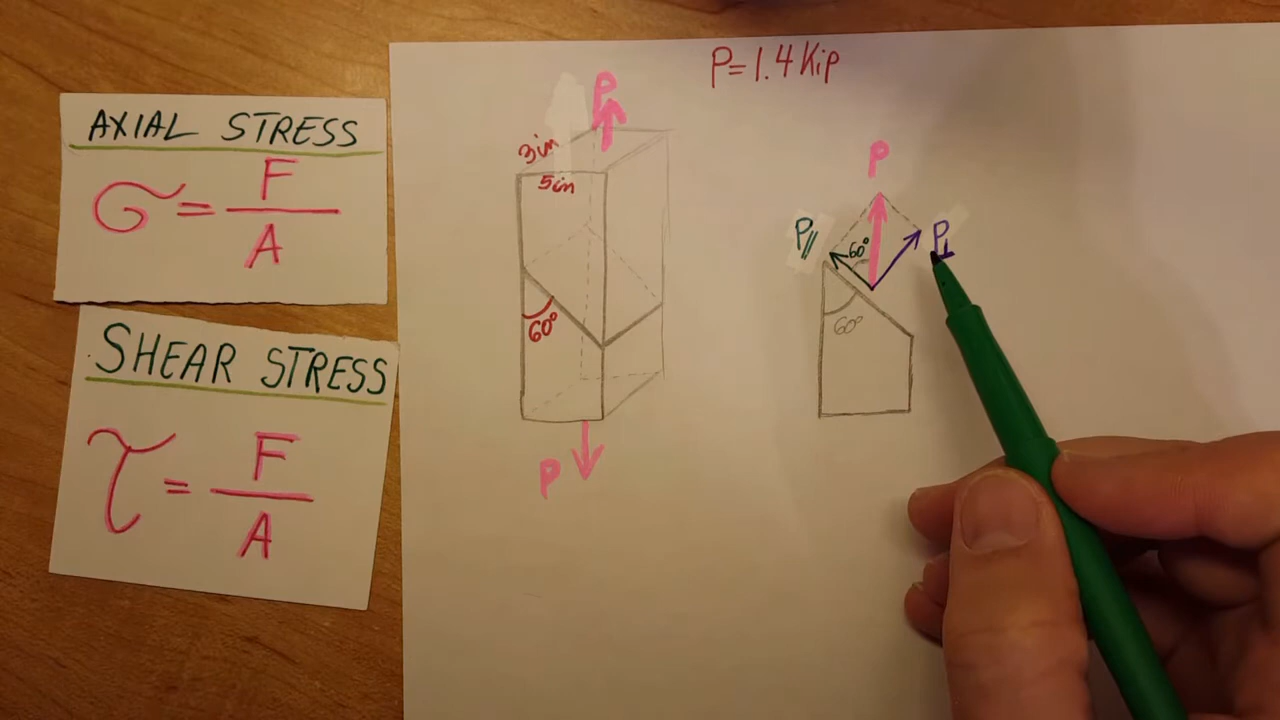 AXIAL STRESS
σ = F / A
SHEAR STRESS
τ = F / A
P=1.4 Kip
P
3in
5in
60°
P
P
P//
60°
P⊥
60°